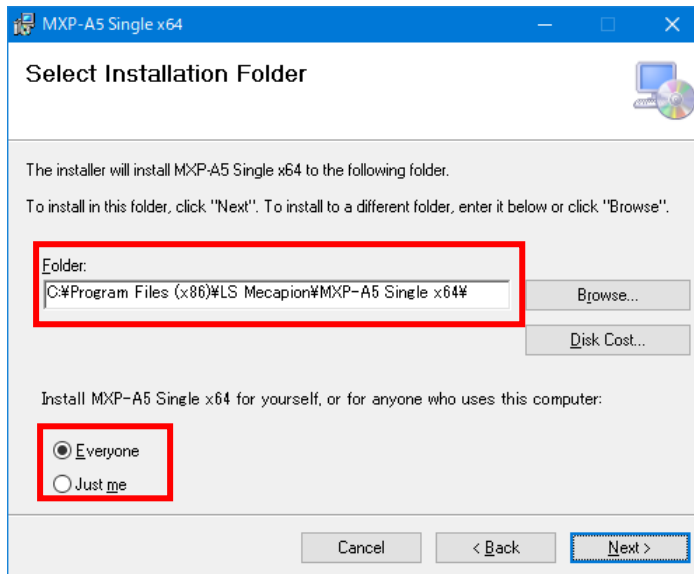 MXP-A5 Single x64
Select Installation Folder
The installer will install MXP-A5 Single x64 to the following folder.
To install in this folder, click "Next". To install to a different folder, enter it below or click "Browse".
Folder:
C:¥Program Files (x86)¥LS Mecapion¥MXP-A5 Single x64¥
Browse...
Disk Cost...
Install MXP-A5 Single x64 for yourself, or for anyone who uses this computer:
Everyone
Just me
Cancel
< Back
Next >